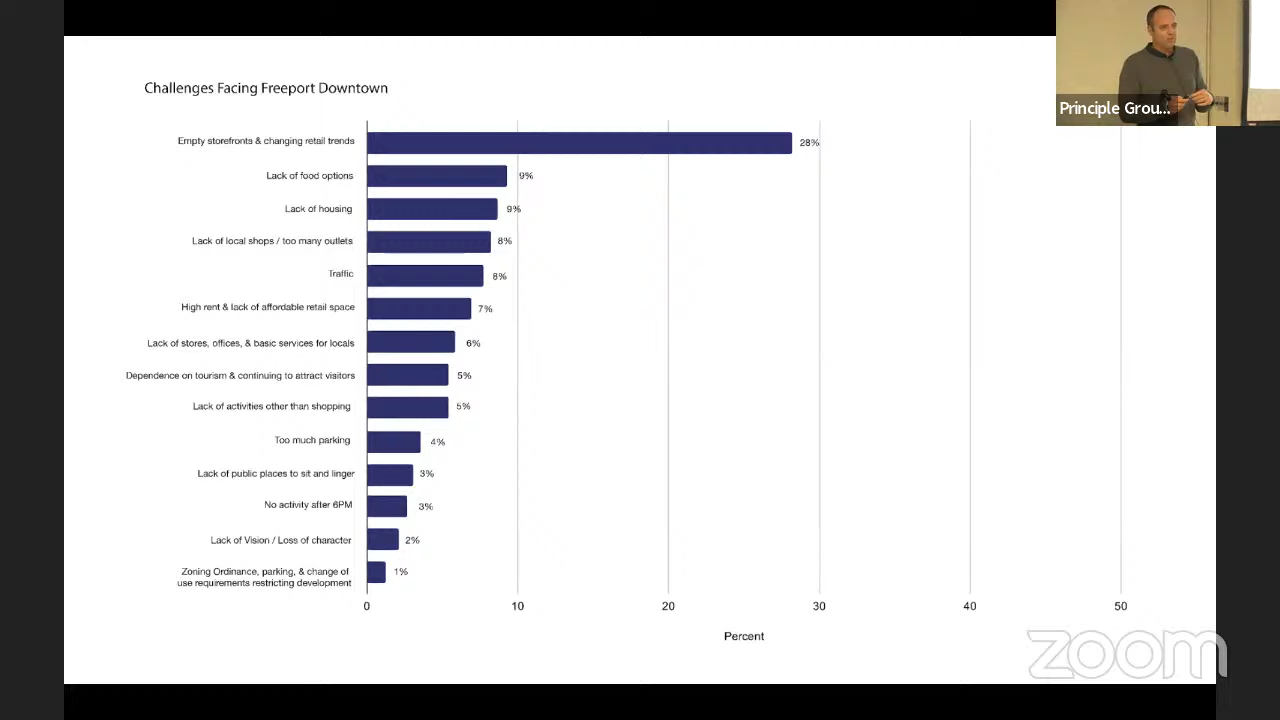 Principle Grou...
Challenges Facing Freeport Downtown
Empty storefronts & changing retail trends
28%
Lack of food options
9%
Lack of housing
9%
Lack of local shops / too many outlets
8%
Traffic
8%
High rent & lack of affordable retail space
7%
Lack of stores, offices, & basic services for locals
6%
Dependence on tourism & continuing to attract visitors
5%
Lack of activities other than shopping
5%
Too much parking
4%
Lack of public places to sit and linger
3%
No activity after 6PM
3%
Lack of Vision / Loss of character
2%
Zoning Ordinance, parking, & change of
use requirements restricting development
1%
0 10 20 30 40 50
Percent
zoom